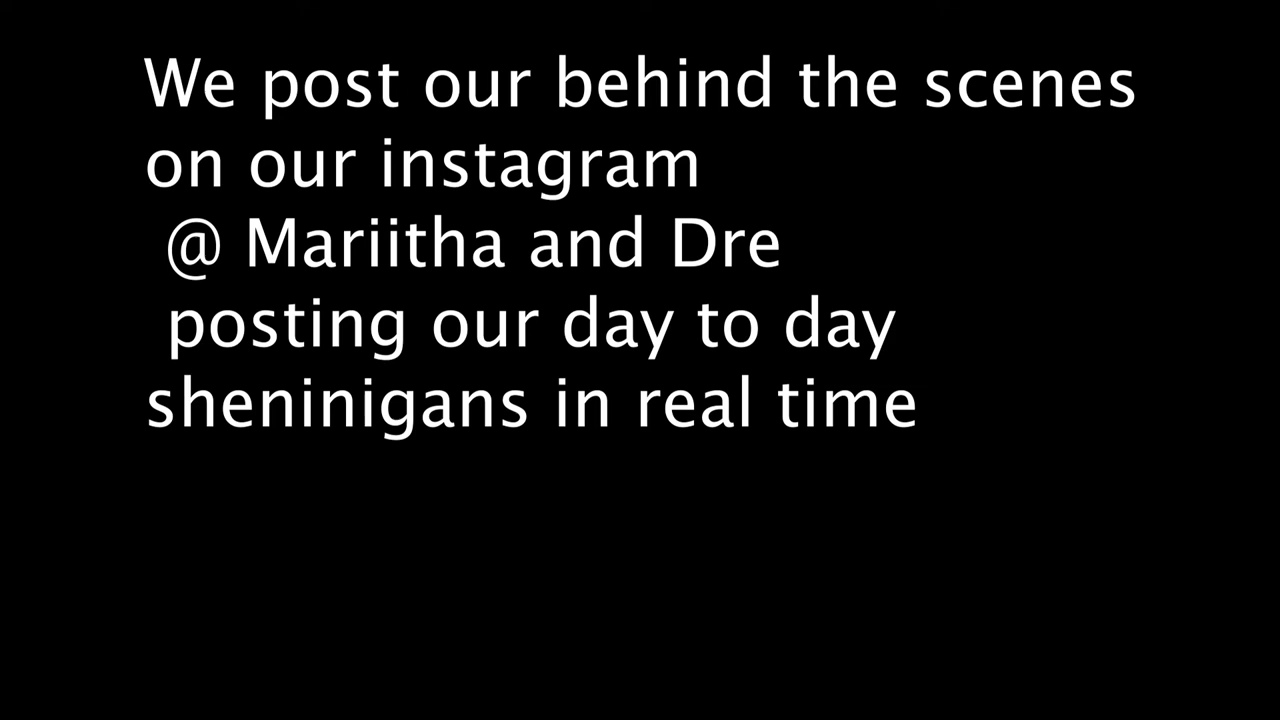 We post our behind the scenes
on our instagram
@ Mariitha and Dre
posting our day to day
sheninigans in real time